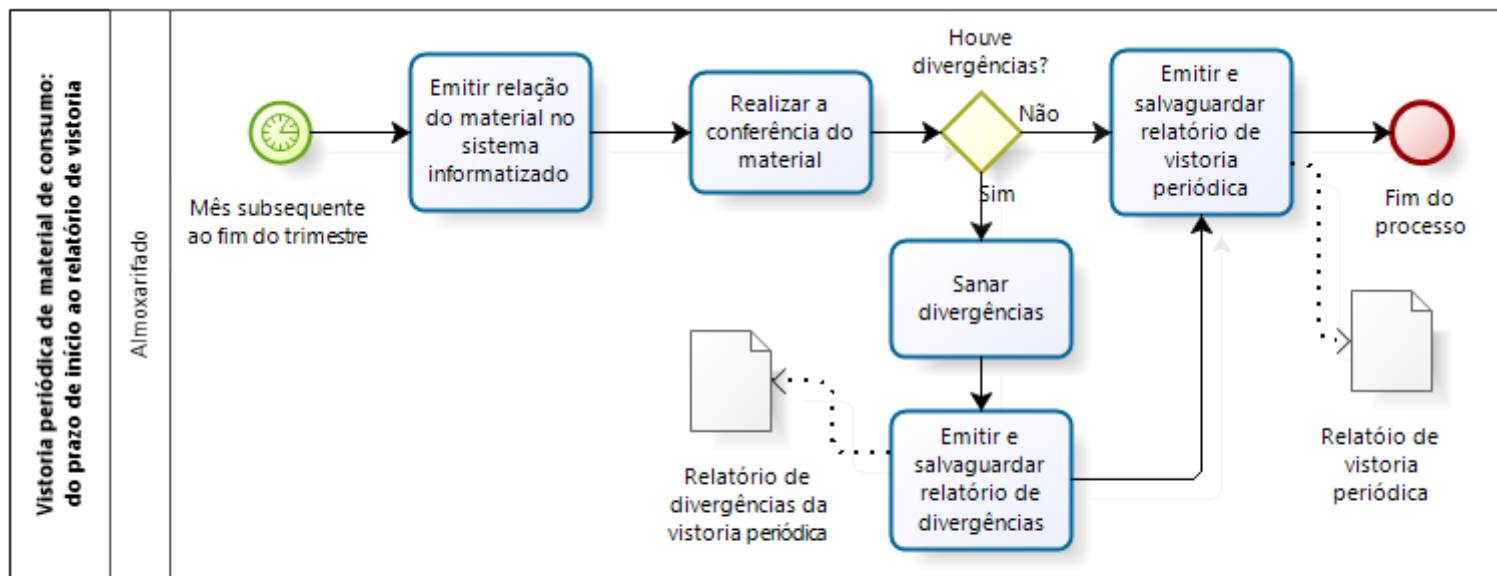 Vistoria periódica de material de consumo:
do prazo de início ao relatório de vistoria
Almoxarifado
Mês subsequente
ao fim do trimestre
Emitir relação
do material no
sistema
informatizado
Realizar a
conferência do
material
Houve
divergências?
Não
Sim
Emitir e
salvaguardar
relatório de
vistoria
periódica
Fim do
processo
Sanar
divergências
Emitir e
salvaguardar
relatório de
divergências
Relatório de
divergências da
vistoria periódica
Relatóio de
vistoria
periódica